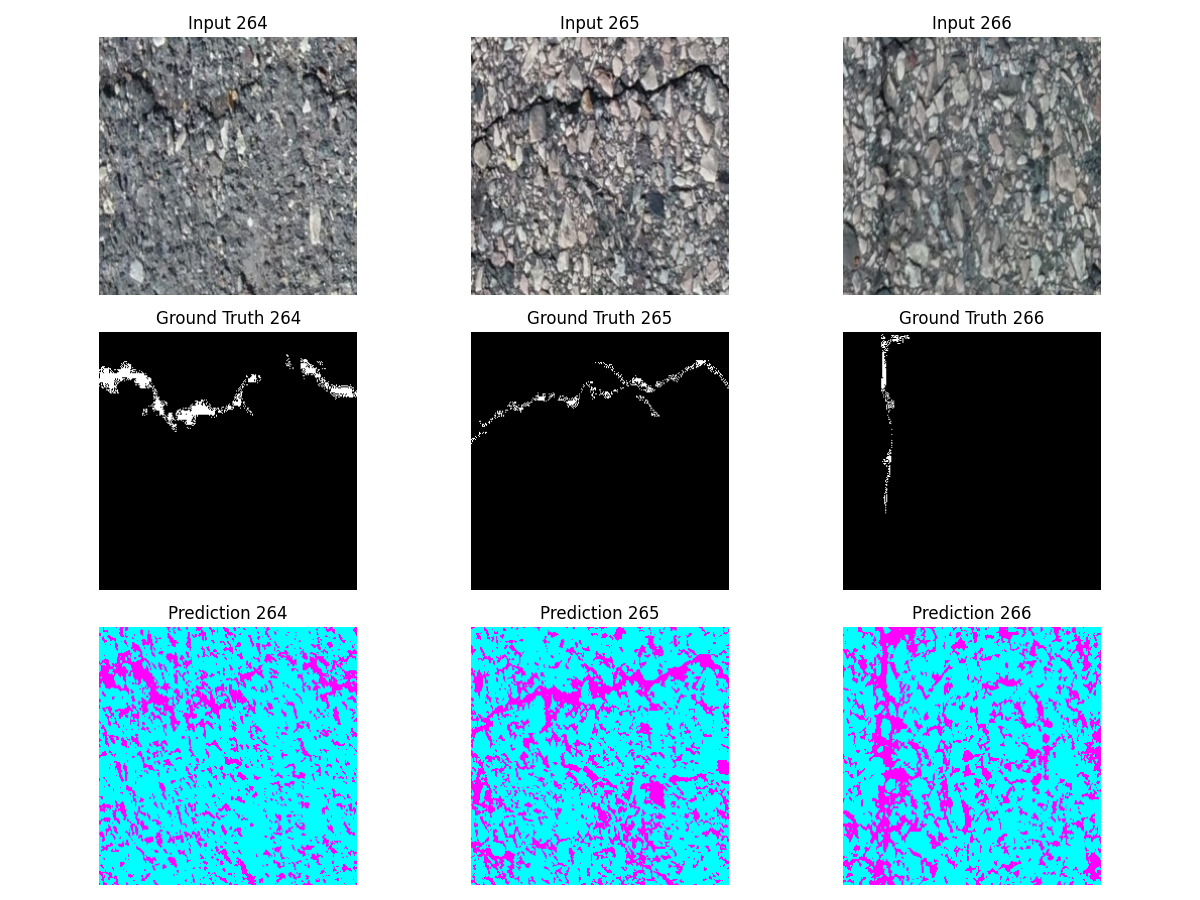 Input 264
Input 265
Input 266
Ground Truth 264
Ground Truth 265
Ground Truth 266
Prediction 264
Prediction 265
Prediction 266